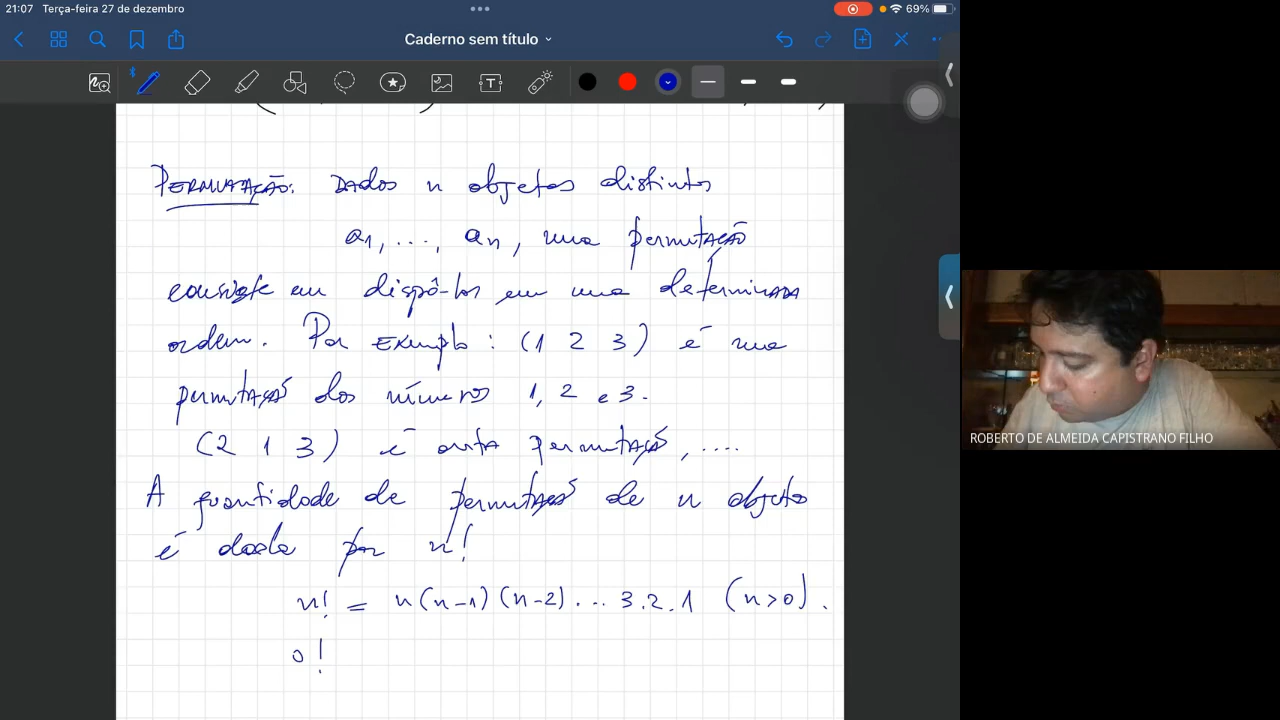 21:07 Terça-feira 27 de dezembro
69%
Caderno sem título
PERMUTAÇÃO: DADOS n objetos distintos
a1, ..., an, uma permutação
consiste em dispô-los em uma determinada
ordem. Por exemplo: (1 2 3) é uma
permutação dos números 1, 2 e 3.
(2 1 3) é outra permutação, ....
A quantidade de permutações de n objetos
é dada por n!
n! = n(n-1)(n-2)....3.2.1 (n>0).
0!
ROBERTO DE ALMEIDA CAPISTRANO FILHO